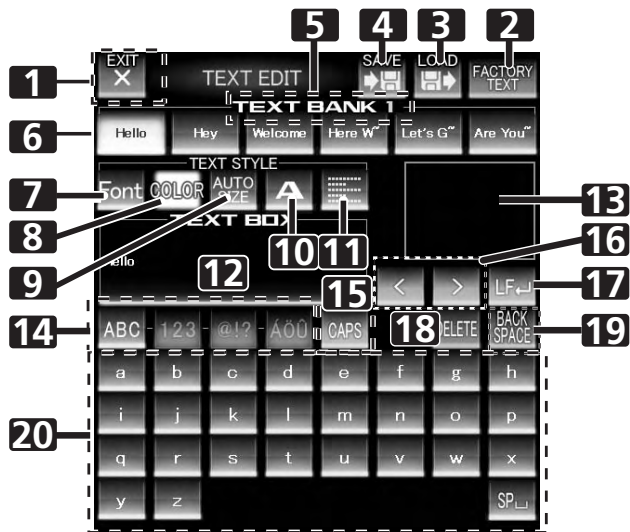 5 4 3 2
EXIT SAVE LOAD
1 × TEXT EDIT FACTORY TEXT
TEXT BANK 1
6 Hello Hey Welcome Here W~ Let's G~ Are You~
TEXT STYLE
7 Font COLOR AUTO SIZE A 13
8 TEXT BOX 10 11 16
Hello
9 12 15 < > LF↵ 17
14 ABC 123 @!? ÄÖÛ CAPS 18 DELETE BACK SPACE 19
a b c d e f g h
20 i j k l m n o p
q r s t u v w x
y z SP